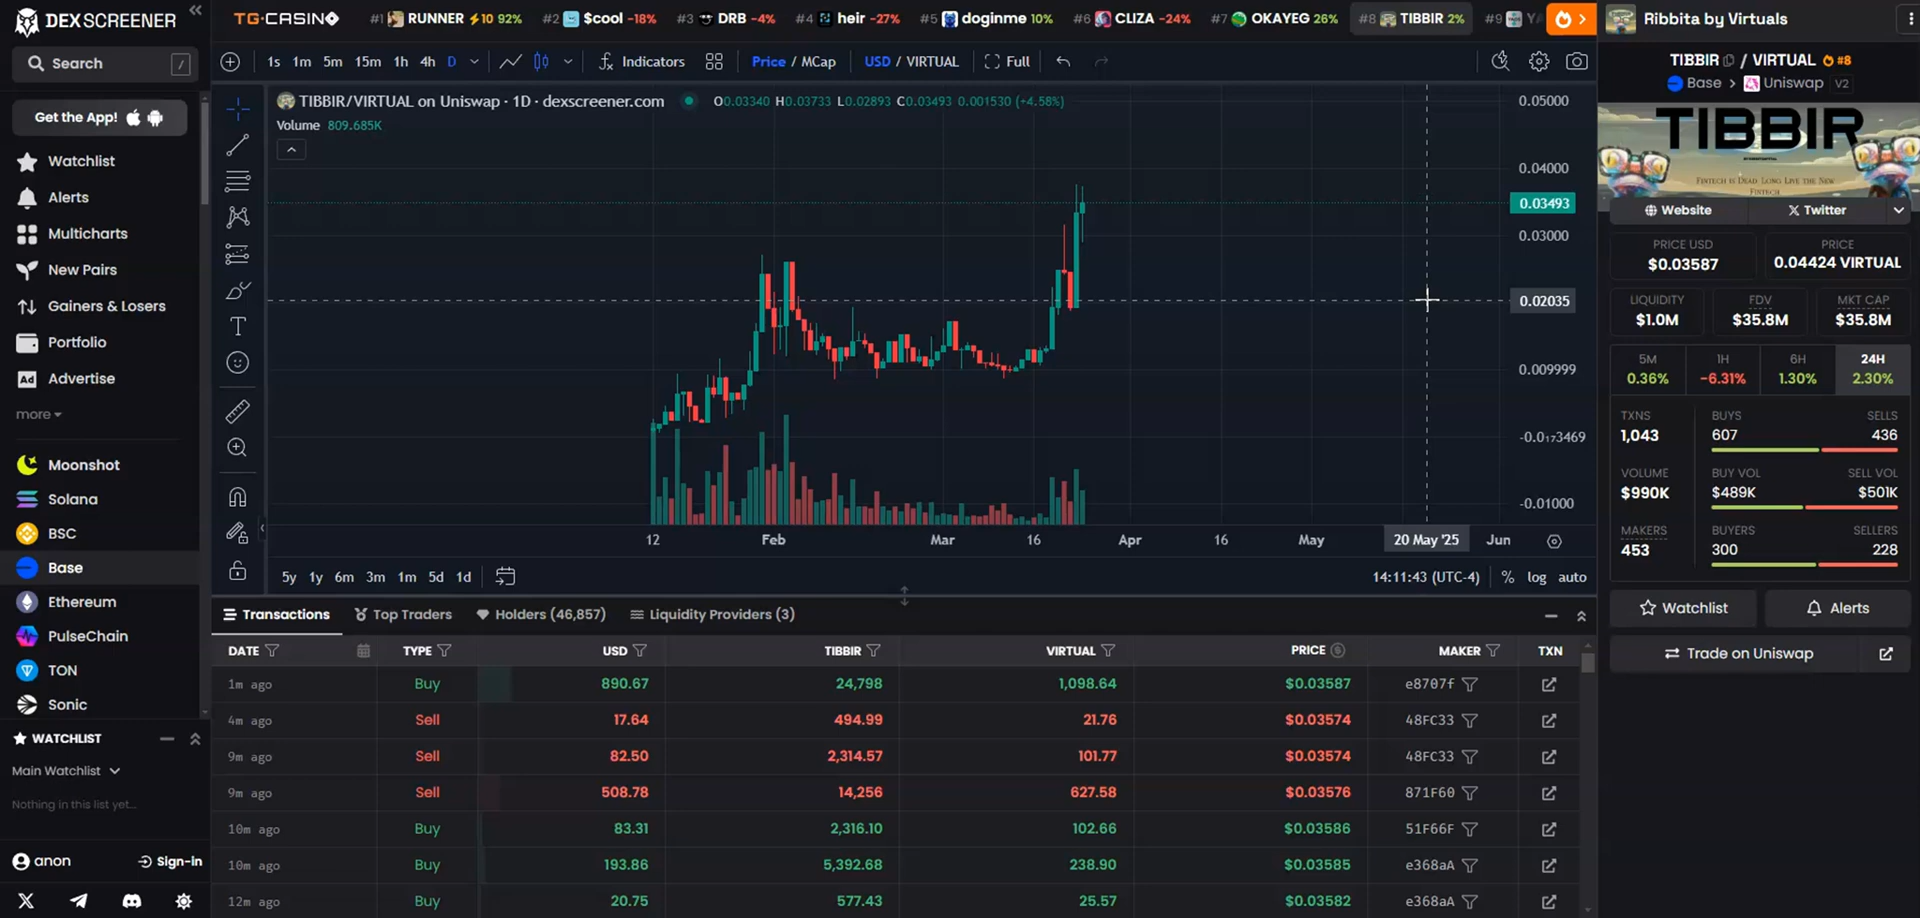 DEX SCREENER
Search /
Get the App!
Watchlist
Alerts
Multicharts
New Pairs
Gainers & Losers
Portfolio
Ad Advertise
more
Moonshot
Solana
BSC
Base
Ethereum
PulseChain
TON
Sonic
WATCHLIST
Main Watchlist
Nothing in this list yet...
anon Sign-in
TG.CASINO #1 RUNNER 10 92% #2 $cool -18% #3 DRB -4% #4 heir -27% #5 doginme 10% #6 CLIZA -24% #7 OKAYEG 26% #8 TIBBIR 2% #9
1s 1m 5m 15m 1h 4h D Indicators Price / MCap USD / VIRTUAL Full
TIBBIR/VIRTUAL on Uniswap · 1D · dexscreener.com O0.03340 H0.03733 L0.02893 C0.03493 0.001530 (+4.58%)
Volume 809.685K
0.05000
0.04000
0.03493
0.03000
0.02035
0.009999
-0.0₁₇3469
-0.01000
12 Feb Mar 16 Apr 16 May 20 May '25 Jun
5y 1y 6m 3m 1m 5d 1d 14:11:43 (UTC-4) % log auto
Transactions Top Traders Holders (46,857) Liquidity Providers (3)
DATE TYPE USD TIBBIR VIRTUAL PRICE MAKER TXN
1m ago Buy 890.67 24,798 1,098.64 $0.03587 e8707f
4m ago Sell 17.64 494.99 21.76 $0.03574 48FC33
9m ago Sell 82.50 2,314.57 101.77 $0.03574 48FC33
9m ago Sell 508.78 14,256 627.58 $0.03576 871F60
10m ago Buy 83.31 2,316.10 102.66 $0.03586 51F66F
10m ago Buy 193.86 5,392.68 238.90 $0.03585 e368aA
12m ago Buy 20.75 577.43 25.57 $0.03582 e368aA
Ribbita by Virtuals
TIBBIR / VIRTUAL #8
Base > Uniswap V2
TIBBIR
FINTECH IS DEAD. LONG LIVE THE NEW
FINTECH
Website Twitter
PRICE USD PRICE
$0.03587 0.04424 VIRTUAL
LIQUIDITY FDV MKT CAP
$1.0M $35.8M $35.8M
5M 1H 6H 24H
0.36% -6.31% 1.30% 2.30%
TXNS BUYS SELLS
1,043 607 436
VOLUME BUY VOL SELL VOL
$990K $489K $501K
MAKERS BUYERS SELLERS
453 300 228
Watchlist Alerts
Trade on Uniswap